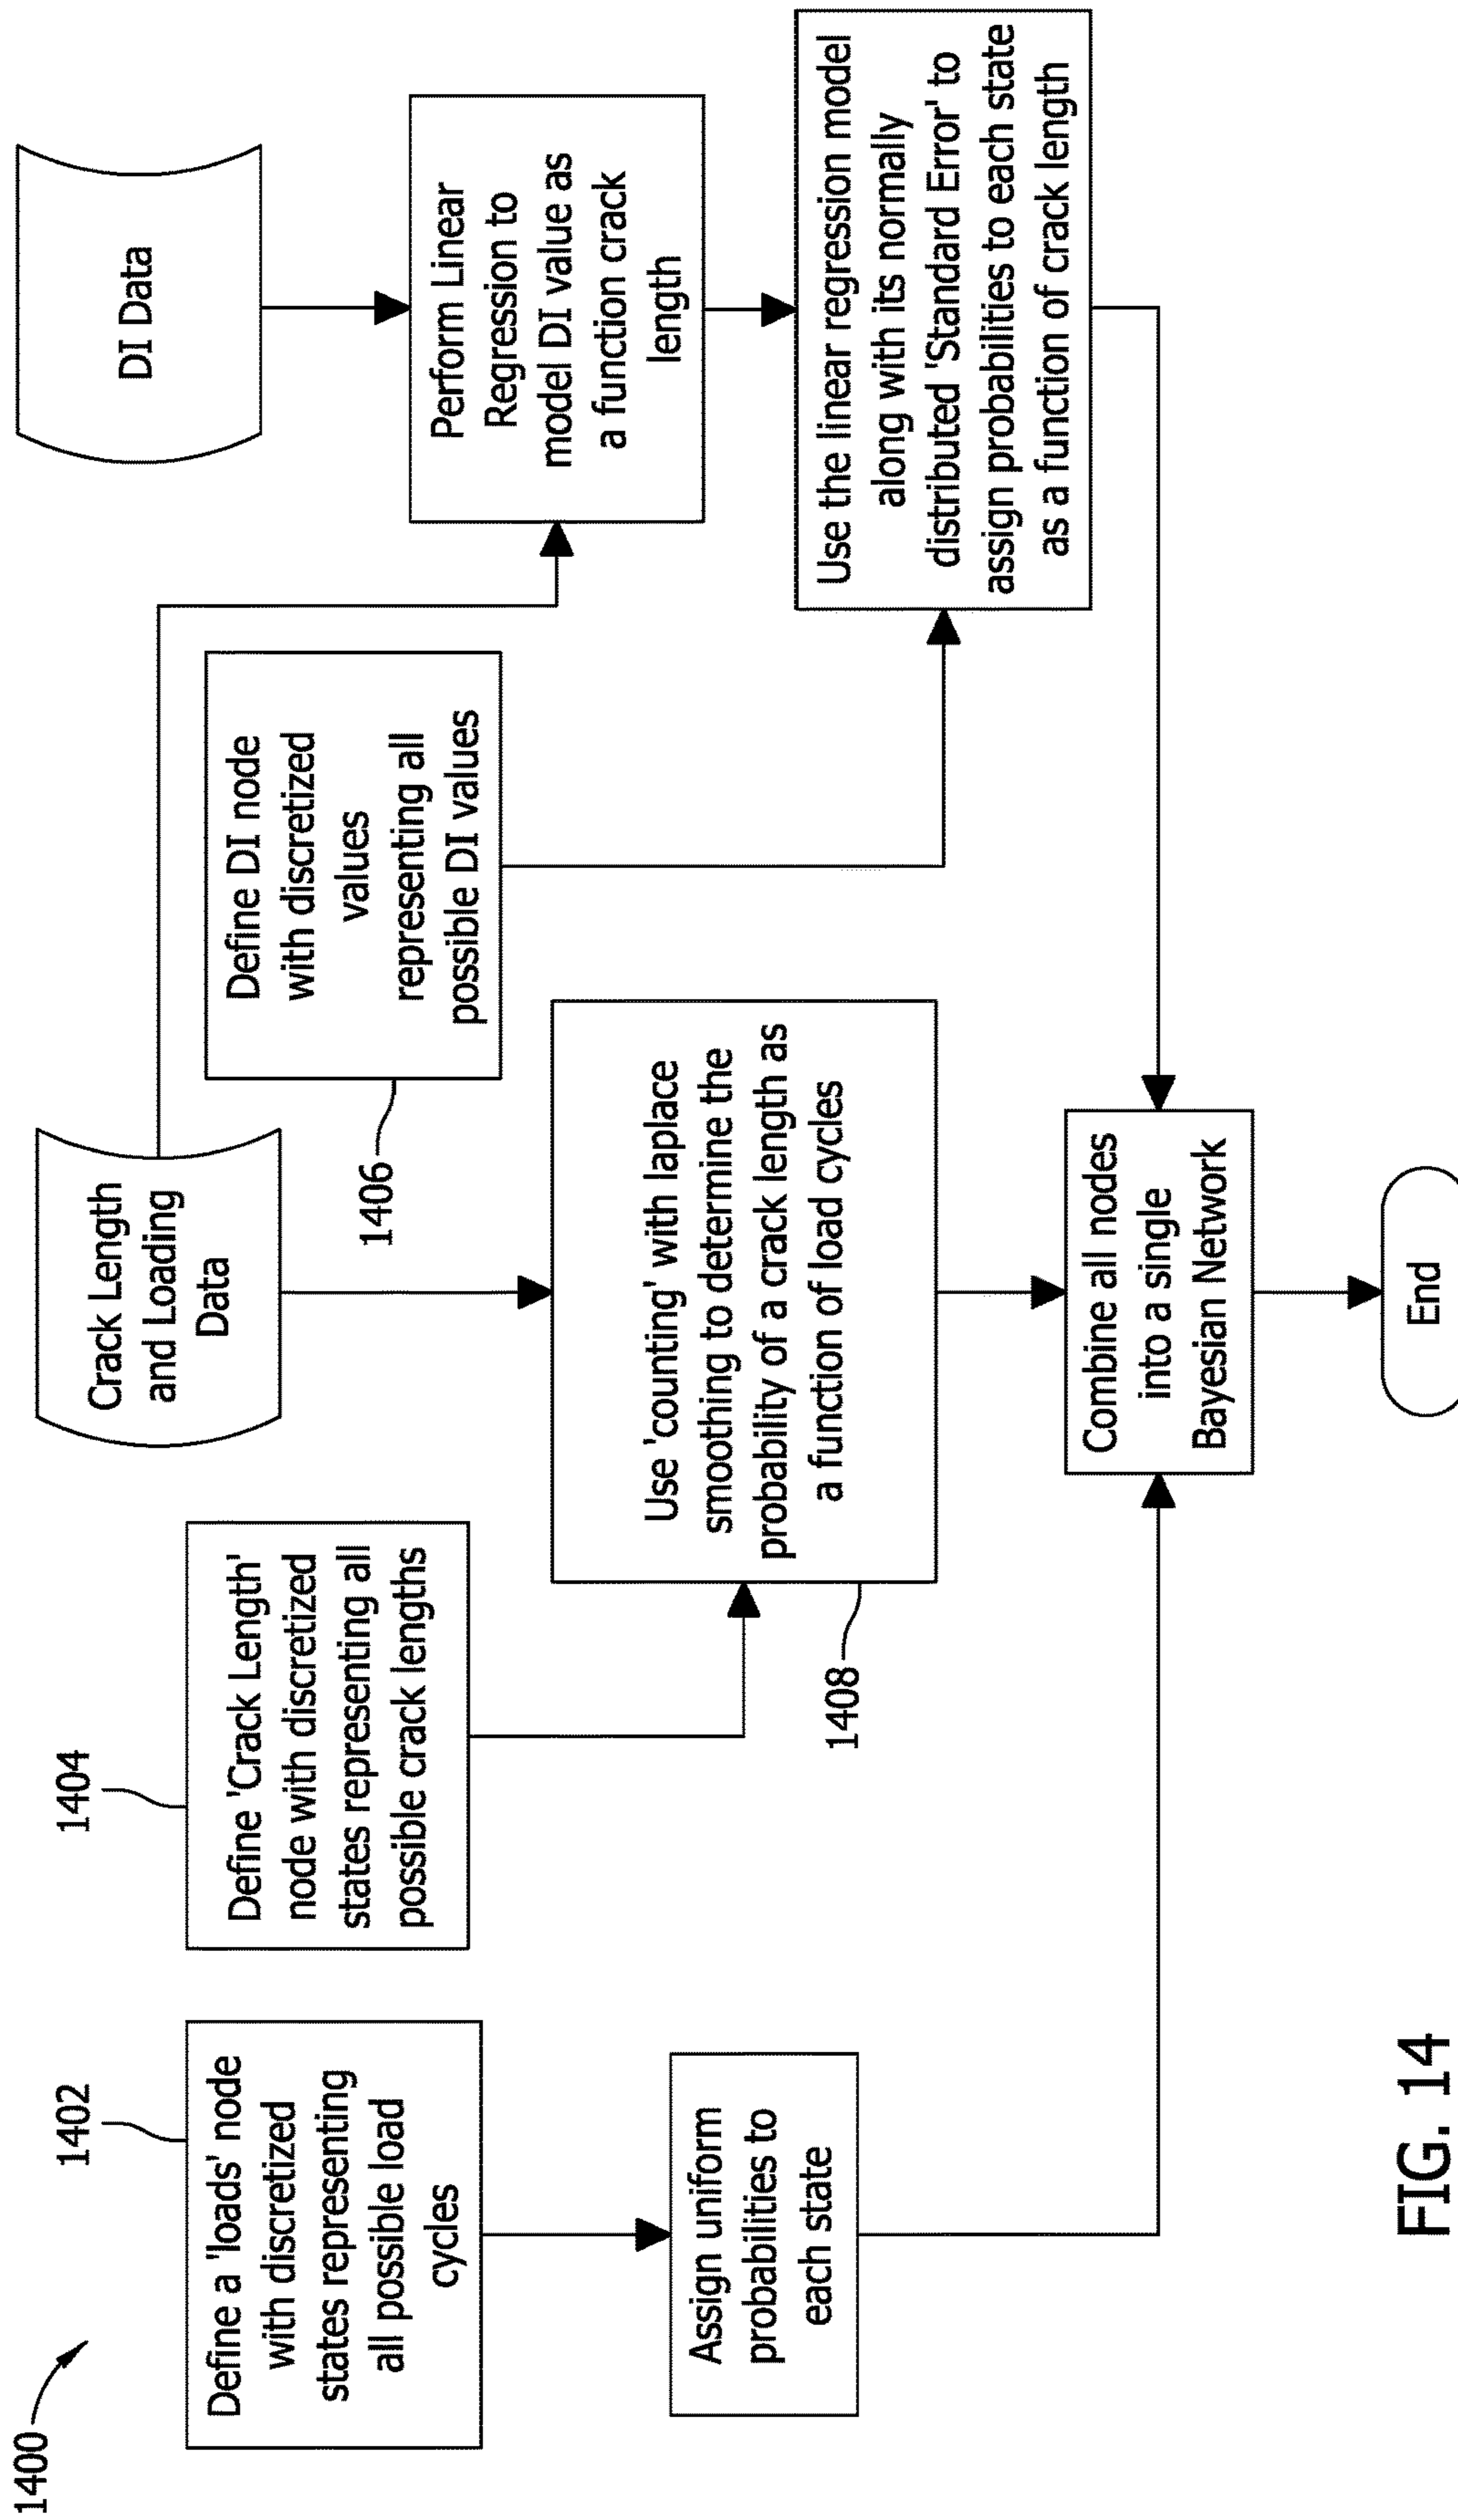 1400
1402
Define a 'loads' node
with discretized
states representing
all possible load
cycles
Assign uniform
probabilities to
each state
1404
Define 'Crack Length'
node with discretized
states representing all
possible crack lengths
Crack Length
and Loading
Data
1408
Use 'counting' with laplace
smoothing to determine the
probability of a crack length as
a function of load cycles
1406
Define DI node
with discretized
values
representing all
possible DI values
DI Data
Perform Linear
Regression to
model DI value as
a function crack
length
Use the linear regression model
along with its normally
distributed 'Standard Error' to
assign probabilities to each state
as a function of crack length
Combine all nodes
into a single
Bayesian Network
End
FIG. 14